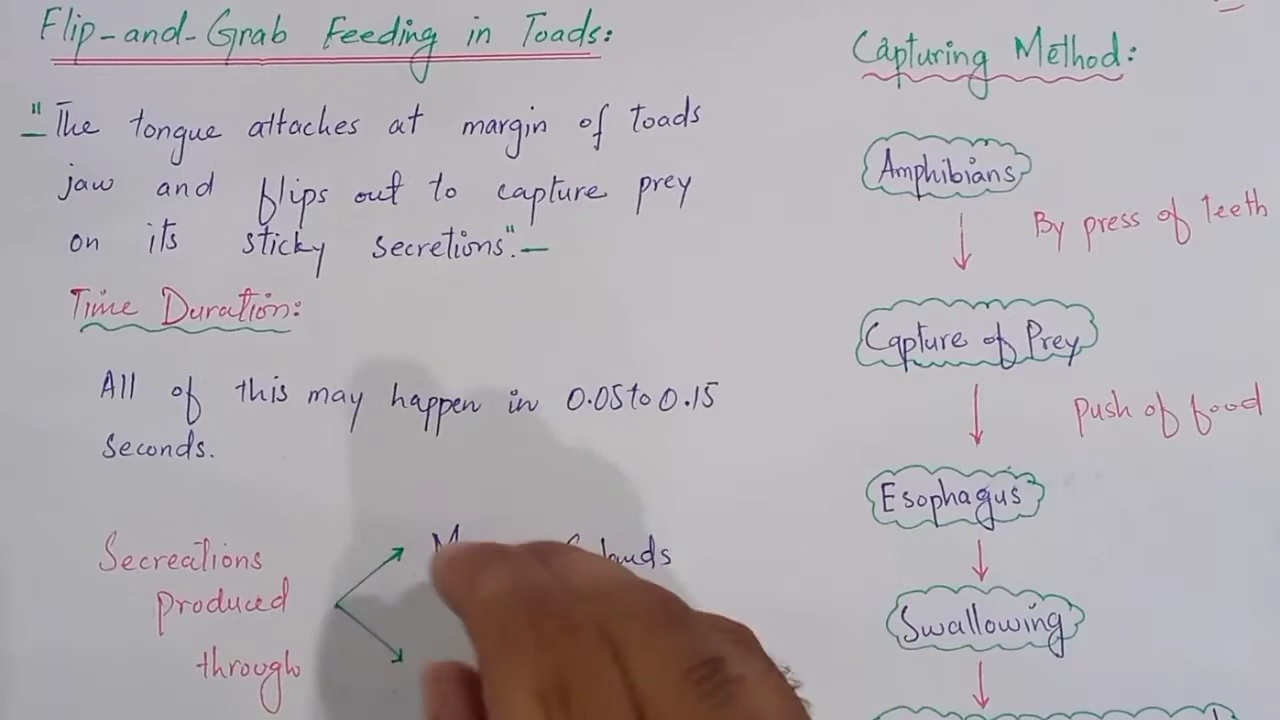 Flip-and-Grab Feeding in Toads:
"The tongue attaches at margin of toads
jaw and flips out to capture prey
on its sticky secretions".
Time Duration:
All of this may happen in 0.05 to 0.15
seconds.
Secreations
produced
through
Capturing Method:
Amphibians
By press of Teeth
Capture of Prey
Push of food
Esophagus
Swallowing